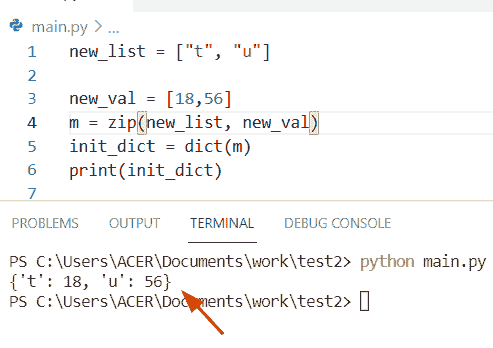 main.py > ...
1 new_list = ["t", "u"]
2
3 new_val = [18,56]
4 m = zip(new_list, new_val)
5 init_dict = dict(m)
6 print(init_dict)
7
PROBLEMS OUTPUT TERMINAL DEBUG CONSOLE
PS C:\Users\ACER\Documents\work\test2> python main.py
{'t': 18, 'u': 56}
PS C:\Users\ACER\Documents\work\test2>